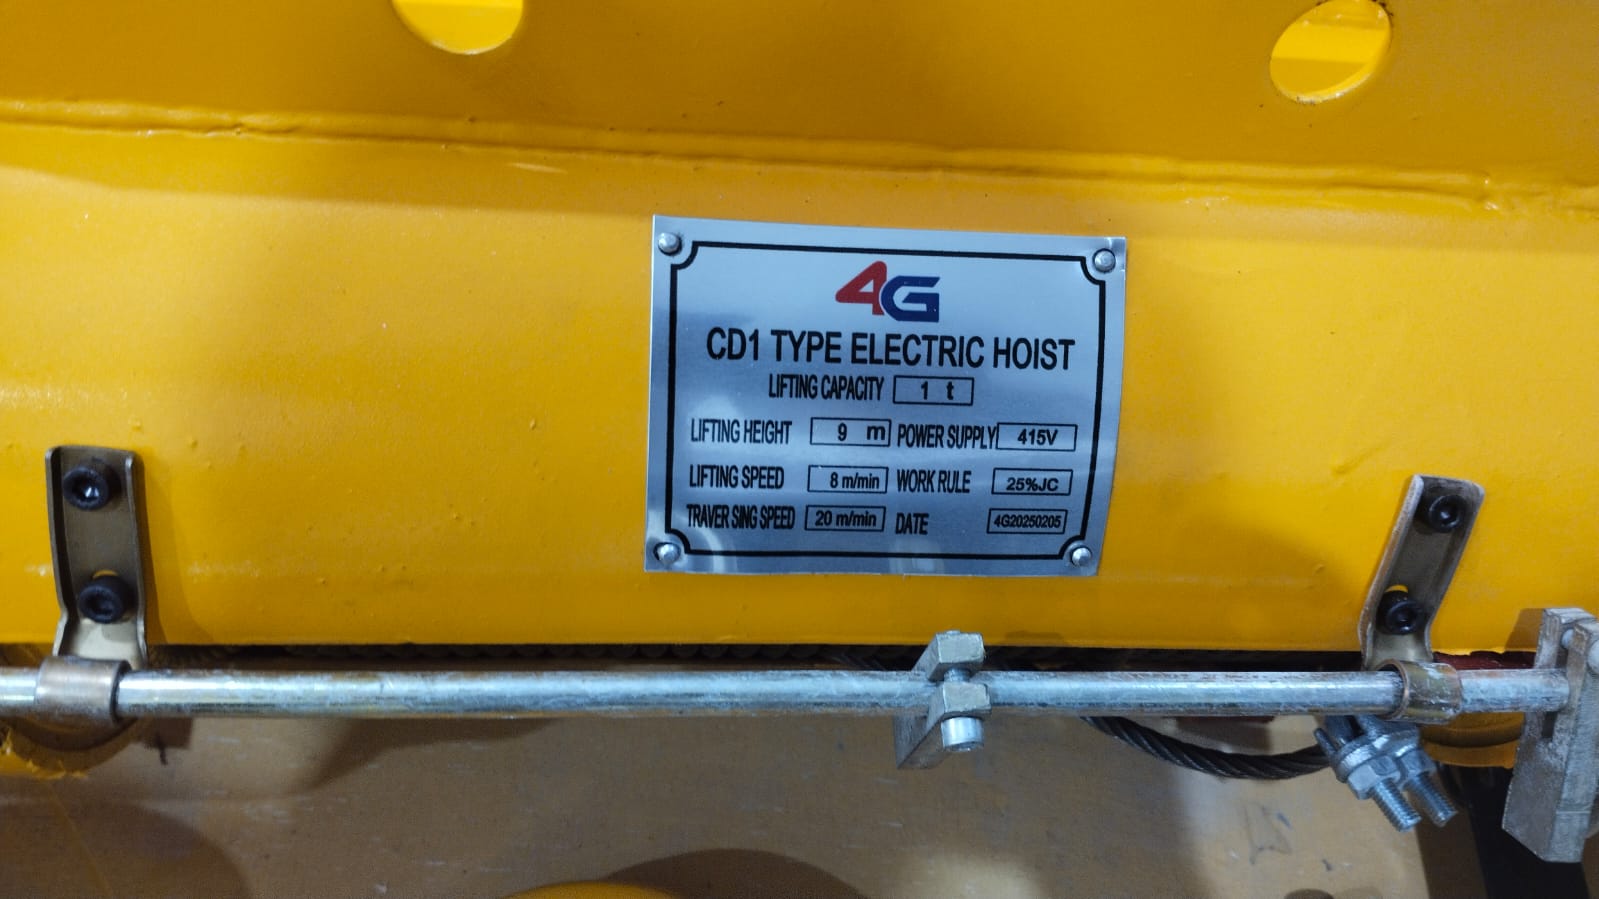 4G
CD1 TYPE ELECTRIC HOIST
LIFTING CAPACITY 1 t
LIFTING HEIGHT 9 m POWER SUPPLY 415V
LIFTING SPEED 8 m/min WORK RULE 25%JC
TRAVER SING SPEED 20 m/min DATE 4G20250205